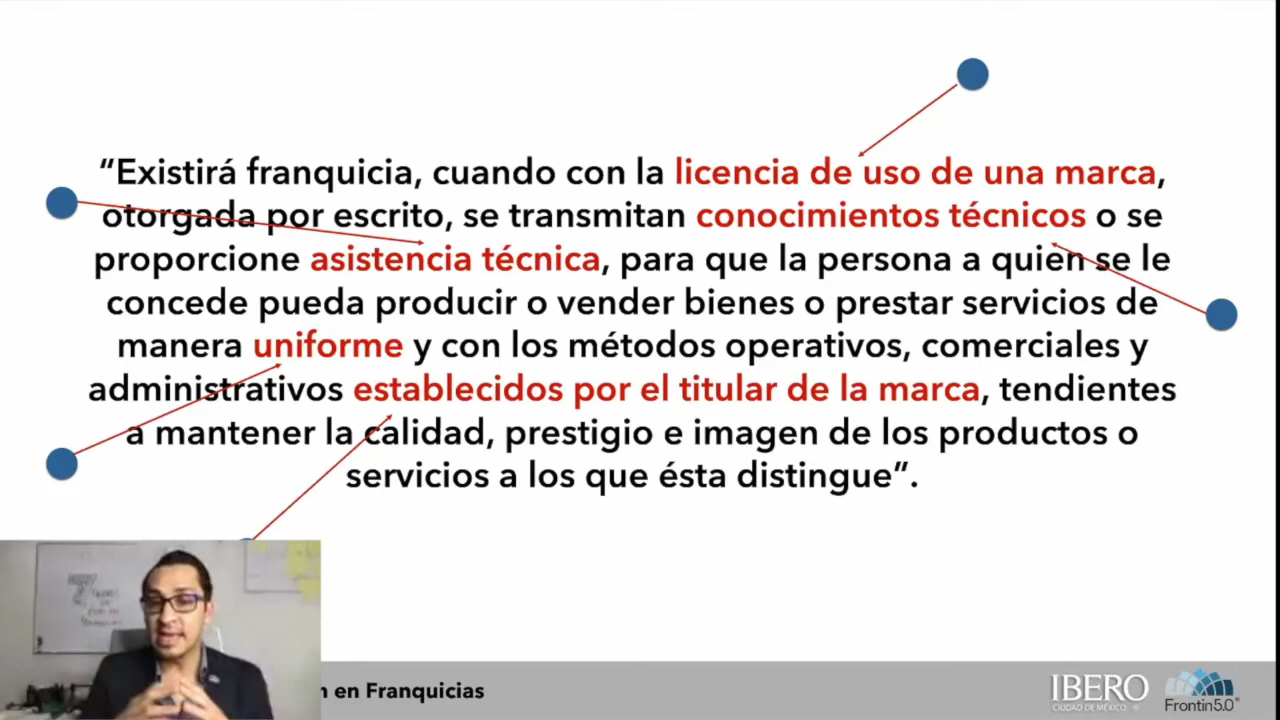 “Existirá franquicia, cuando con la licencia de uso de una marca,
otorgada por escrito, se transmitan conocimientos técnicos o se
proporcione asistencia técnica, para que la persona a quien se le
concede pueda producir o vender bienes o prestar servicios de
manera uniforme y con los métodos operativos, comerciales y
administrativos establecidos por el titular de la marca, tendientes
a mantener la calidad, prestigio e imagen de los productos o
servicios a los que ésta distingue”.
7
n en Franquicias
IBERO
CIUDAD DE MÉXICO ®
Frontin5.0®